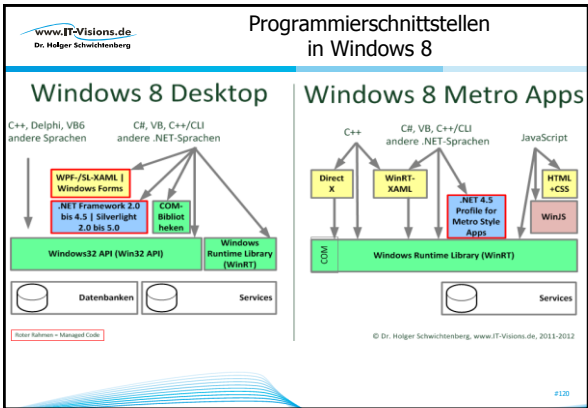 www.IT-Visions.de
Dr. Holger Schwichtenberg
Programmierschnittstellen
in Windows 8
Windows 8 Desktop
C++, Delphi, VB6
andere Sprachen
C#, VB, C++/CLI
andere .NET-Sprachen
WPF-/SL-XAML |
Windows Forms
.NET Framework 2.0
bis 4.5 | Silverlight
2.0 bis 5.0
COM-
Bibliot
heken
Windows32 API (Win32 API)
Windows
Runtime Library
(WinRT)
Datenbanken
Services
Roter Rahmen = Managed Code
Windows 8 Metro Apps
C++
C#, VB, C++/CLI
andere .NET-Sprachen
JavaScript
Direct
X
WinRT-
XAML
HTML
+CSS
.NET 4.5
Profile for
Metro Style
Apps
WinJS
COM
Windows Runtime Library (WinRT)
Services
© Dr. Holger Schwichtenberg, www.IT-Visions.de, 2011-2012
#120